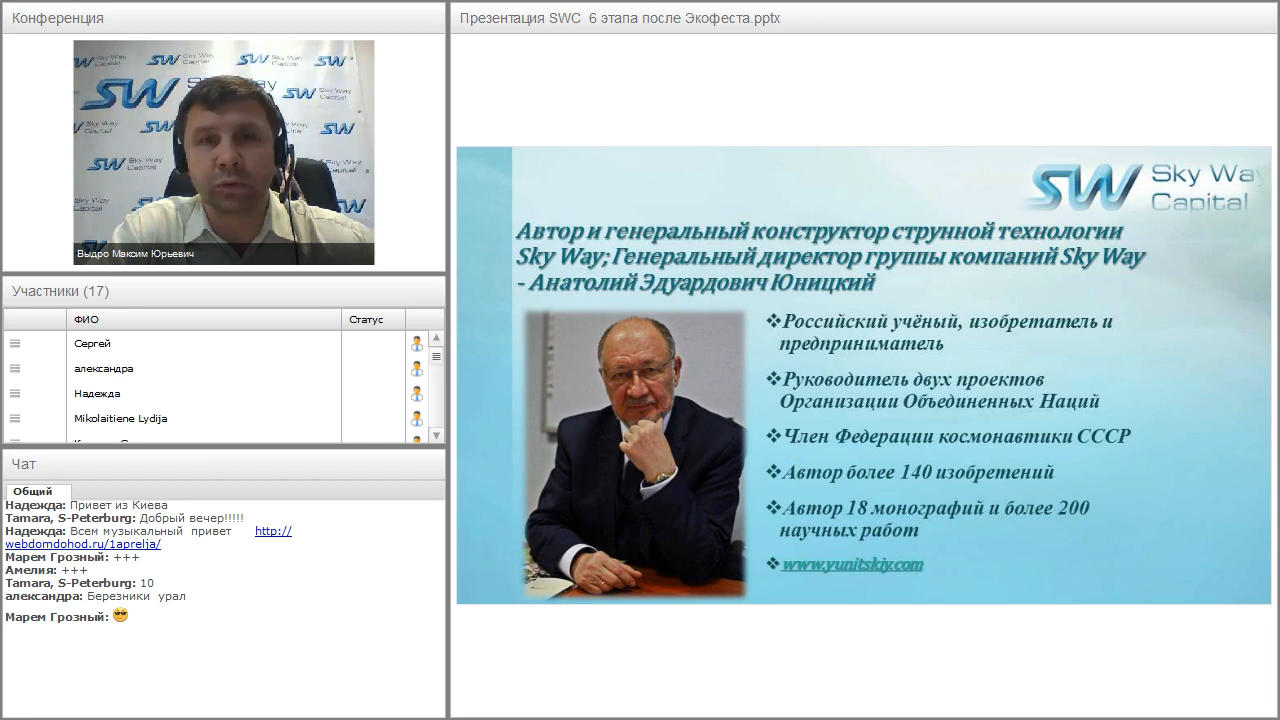 Конференция
SW
Sky Way
Capital
Выдро Максим Юрьевич
Участники (17)
ФИО
Статус
Сергей
александра
Надежда
Mikolaitiene Lydija
Чат
Общий
Надежда: Привет из Киева
Tamara, S-Peterburg: Добрый вечер!!!!!
Надежда: Всем музыкальный привет http://
webdomdohod.ru/1aprelja/
Марем Грозный: +++
Амелия: +++
Tamara, S-Peterburg: 10
александра: Березники урал
Марем Грозный:
Презентация SWC 6 этапа после Экофеста.pptx
SW Sky Way
Capital
Автор и генеральный конструктор струнной технологии
Sky Way; Генеральный директор группы компаний Sky Way
- Анатолий Эдуардович Юницкий
❖Российский учёный, изобретатель и
предприниматель
❖Руководитель двух проектов
Организации Объединенных Наций
❖Член Федерации космонавтики СССР
❖Автор более 140 изобретений
❖Автор 18 монографий и более 200
научных работ
❖www.yunitskiy.com